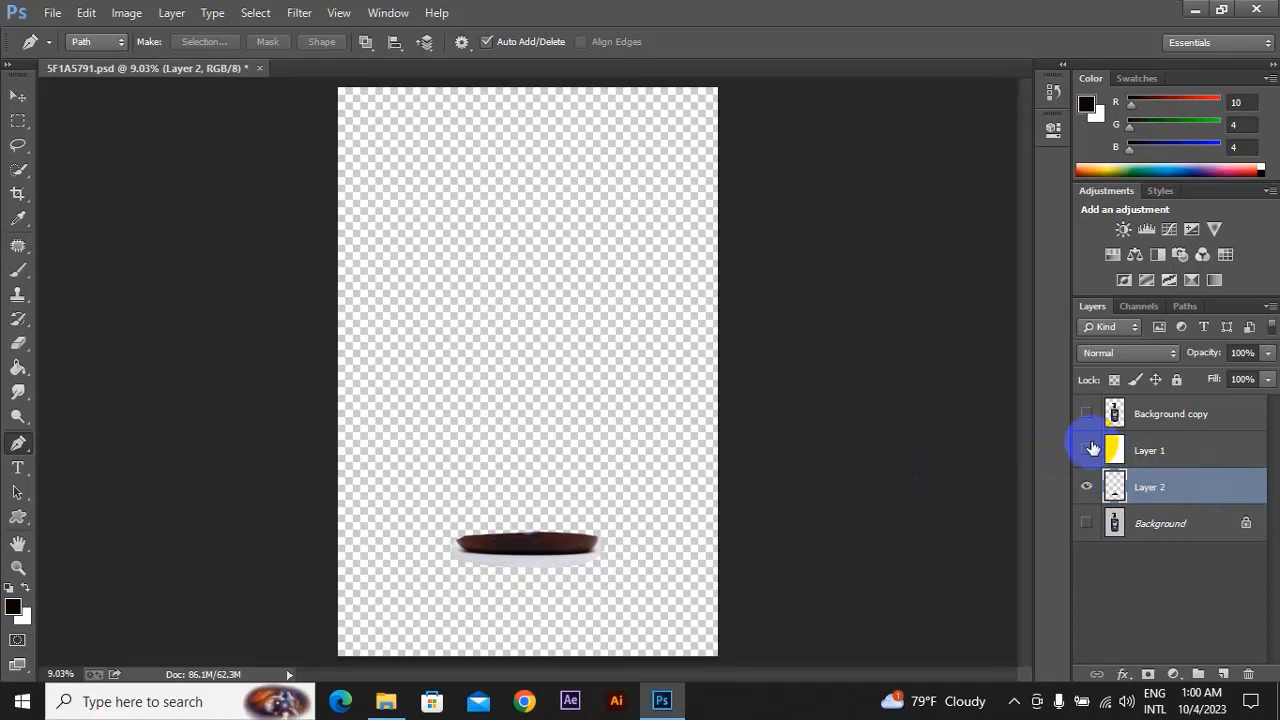 Ps File Edit Image Layer Type Select Filter View Window Help
Path Make: Selection... Mask Shape Auto Add/Delete Align Edges Essentials
5F1A5791.psd @ 9.03% (Layer 2, RGB/8) * ×
Color Swatches
R 10
G 4
B 4
Adjustments Styles
Add an adjustment
Layers Channels Paths
Kind
Normal Opacity: 100%
Lock: Fill: 100%
Background copy
Layer 1
Layer 2
Background
9.03% Doc: 86.1M/62.3M
Type here to search Ae Ai Ps 1 79°F Cloudy ENG INTL 1:00 AM 10/4/2023